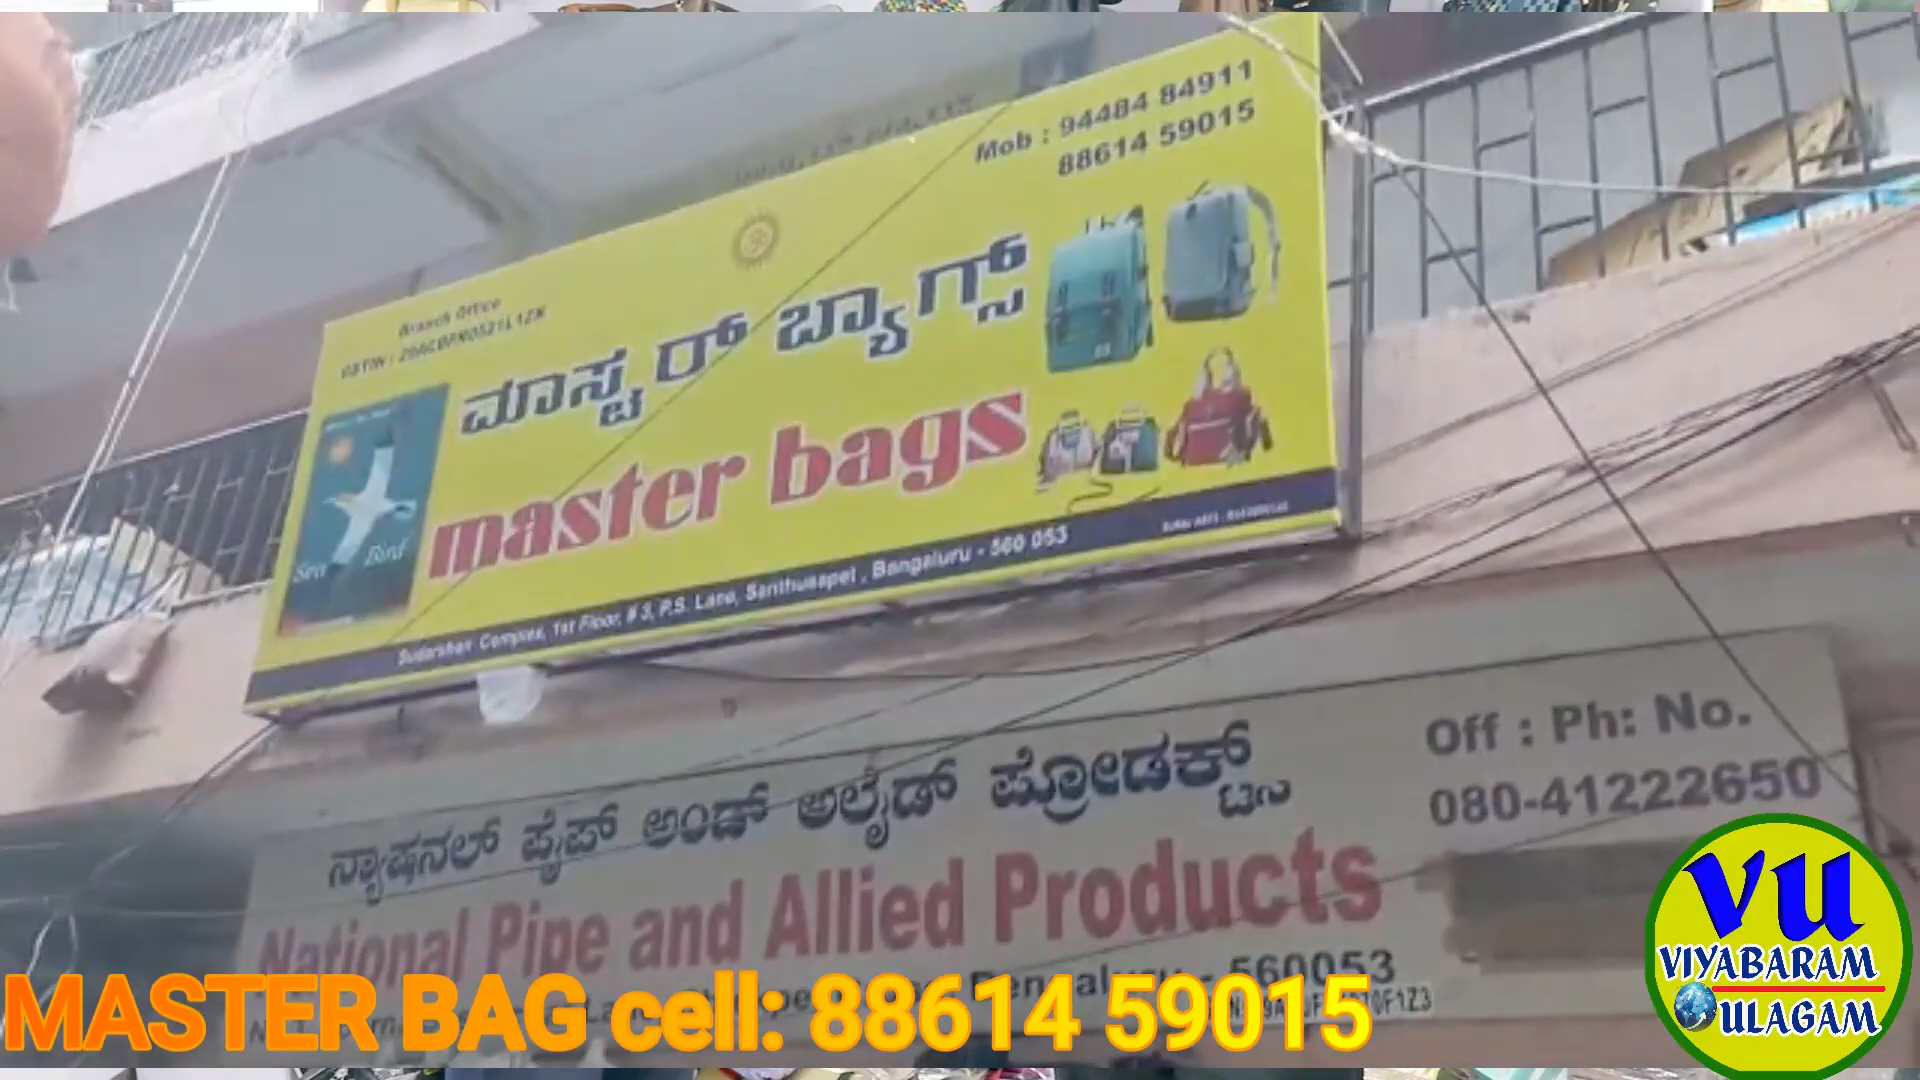 Mob : 94484 84911
88614 59015
Branch Office
GSTIN :
ಮಾಸ್ಟರ್ ಬ್ಯಾಗ್ಸ್
master bags
Sea Bird
Sudarshan Complex, 1st Floor, # 3, P.S. Lane, Santhusapet , Bangaluru - 560 053
ನ್ಯಾಷನಲ್ ಪೈಪ್ ಅಂಡ್ ಅಲೈಡ್ ಪ್ರೋಡಕ್ಟ್ಸ್
Off : Ph: No.
080-41222650
National Pipe and Allied Products
560053
MASTER BAG cell: 88614 59015
VU
VIYABARAM
ULAGAM